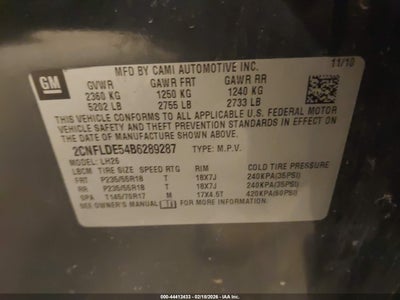 GM
MFD BY CAMI AUTOMOTIVE INC.
11/10
GVWR GAWR FRT GAWR RR
2360 KG 1250 KG 1240 KG
5202 LB 2755 LB 2733 LB
THIS VEHICLE CONFORMS TO ALL APPLICABLE U.S. FEDERAL MOTOR
VEHICLE SAFETY, BUMPER, AND THEFT PREVENTION STANDARDS IN
EFFECT ON THE DATE OF MANUFACTURE SHOWN ABOVE.
2CNFLDE54B6289287 TYPE: M.P.V.
MODEL: LH26
LBCM TIRE SIZE SPEED RTG RIM COLD TIRE PRESSURE
FRT P235/55R18 T 18X7J 240KPA(35PSI)
RR P235/55R18 T 18X7J 240KPA(35PSI)
SPA T145/70R17 M 17X4.5T 420KPA(60PSI)
SEE OWNER'S MANUAL FOR ADDITIONAL INFORMATION.
000-44412433 02/18/2026 IAA Inc.